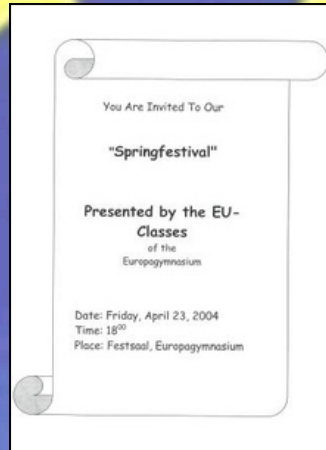 You Are Invited To Our
"Springfestival"
Presented by the EU-
Classes
of the
Europagymnasium
Date: Friday, April 23, 2004
Time: 18⁰⁰
Place: Festsaal, Europagymnasium